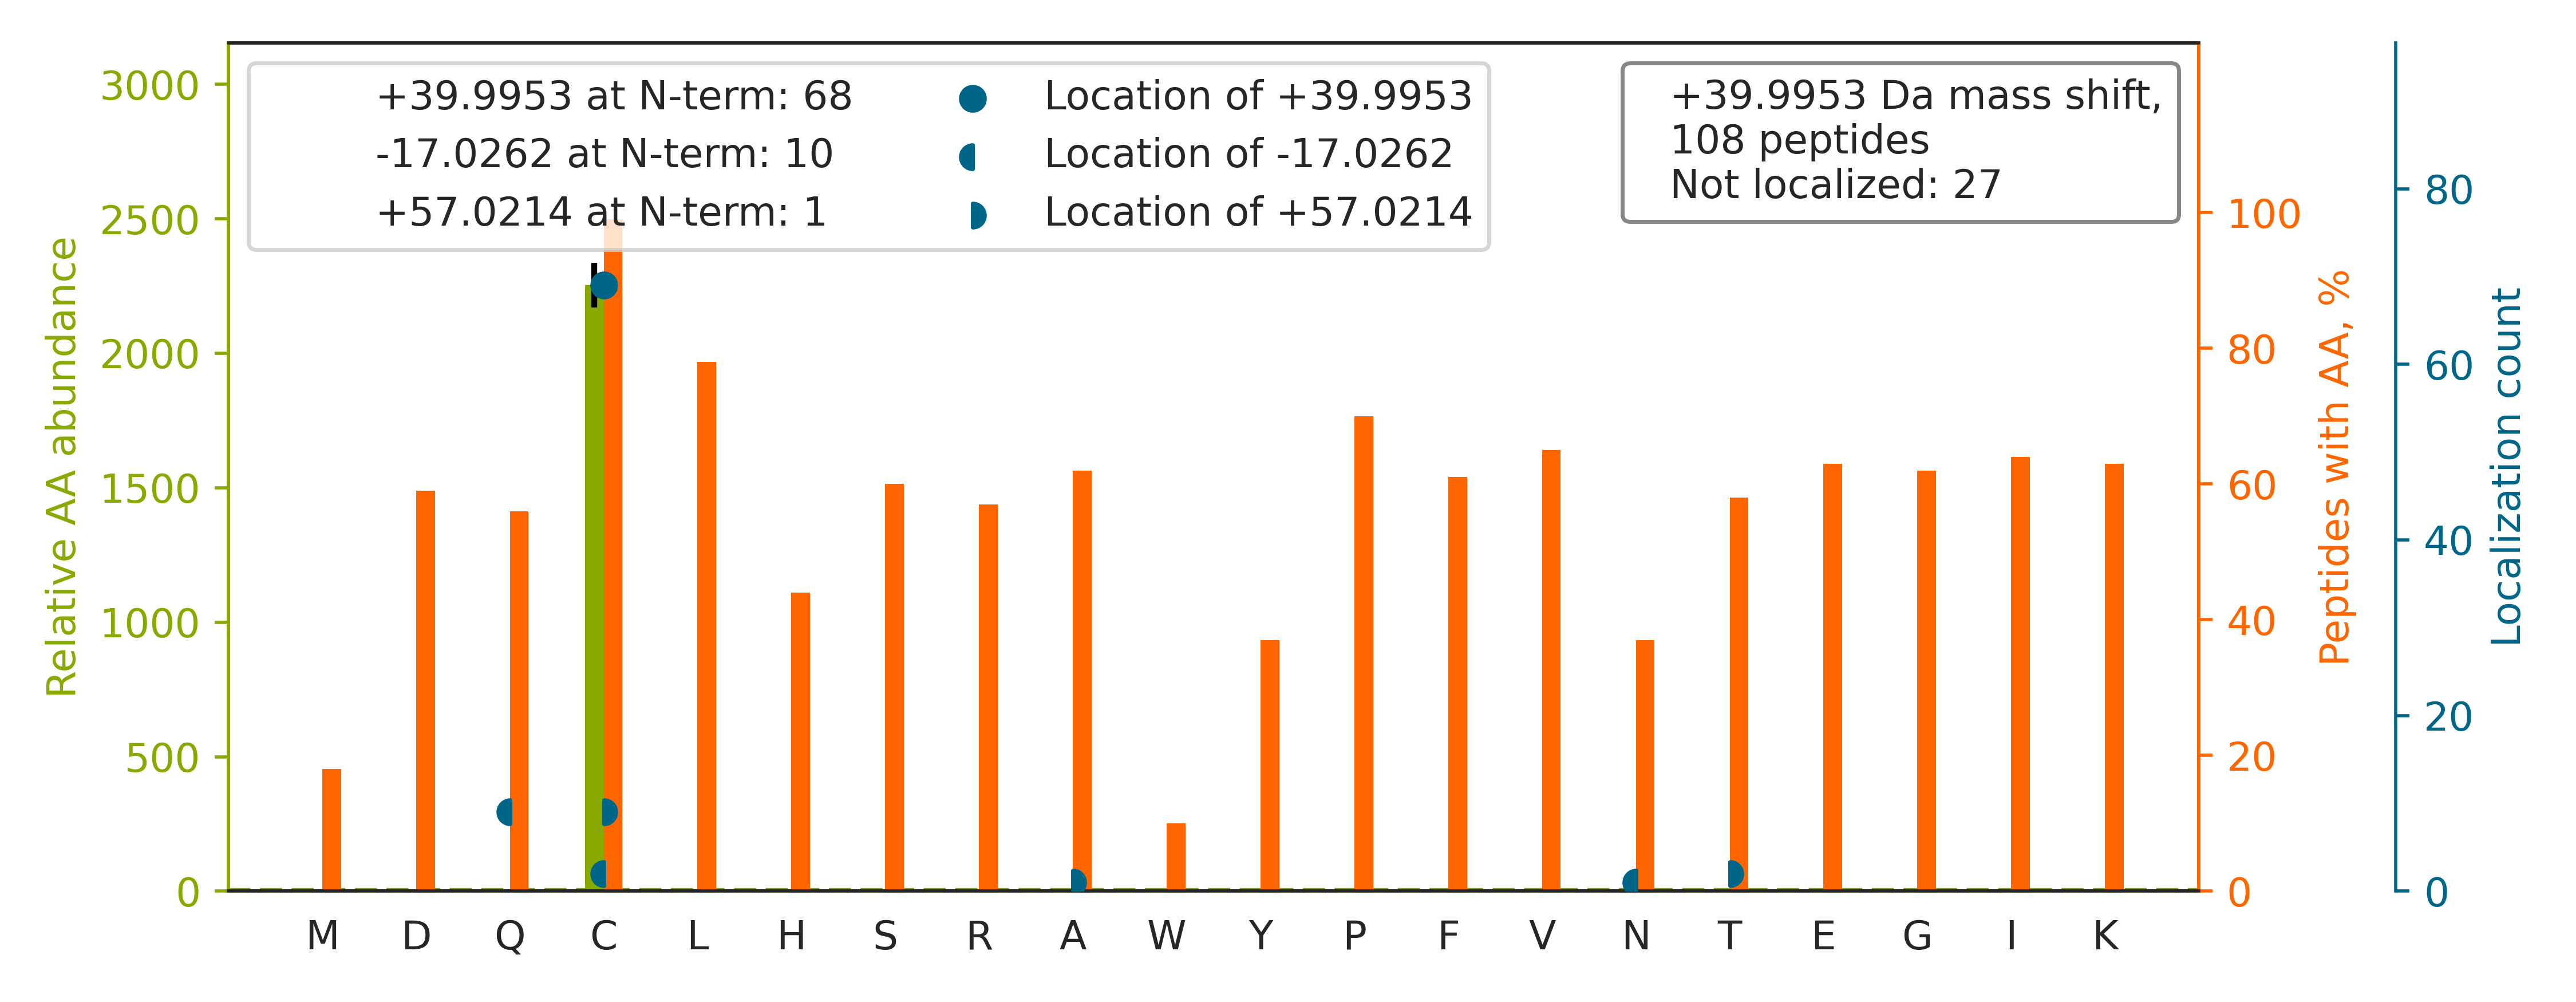 +39.9953 at N-term: 68
-17.0262 at N-term: 10
+57.0214 at N-term: 1
Location of +39.9953
Location of -17.0262
Location of +57.0214
+39.9953 Da mass shift,
108 peptides
Not localized: 27
Relative AA abundance
3000
2500
2000
1500
1000
500
0
100
80
60
40
20
0
Peptides with AA, %
80
60
40
20
0
Localization count
M D Q C L H S R A W Y P F V N T E G I K